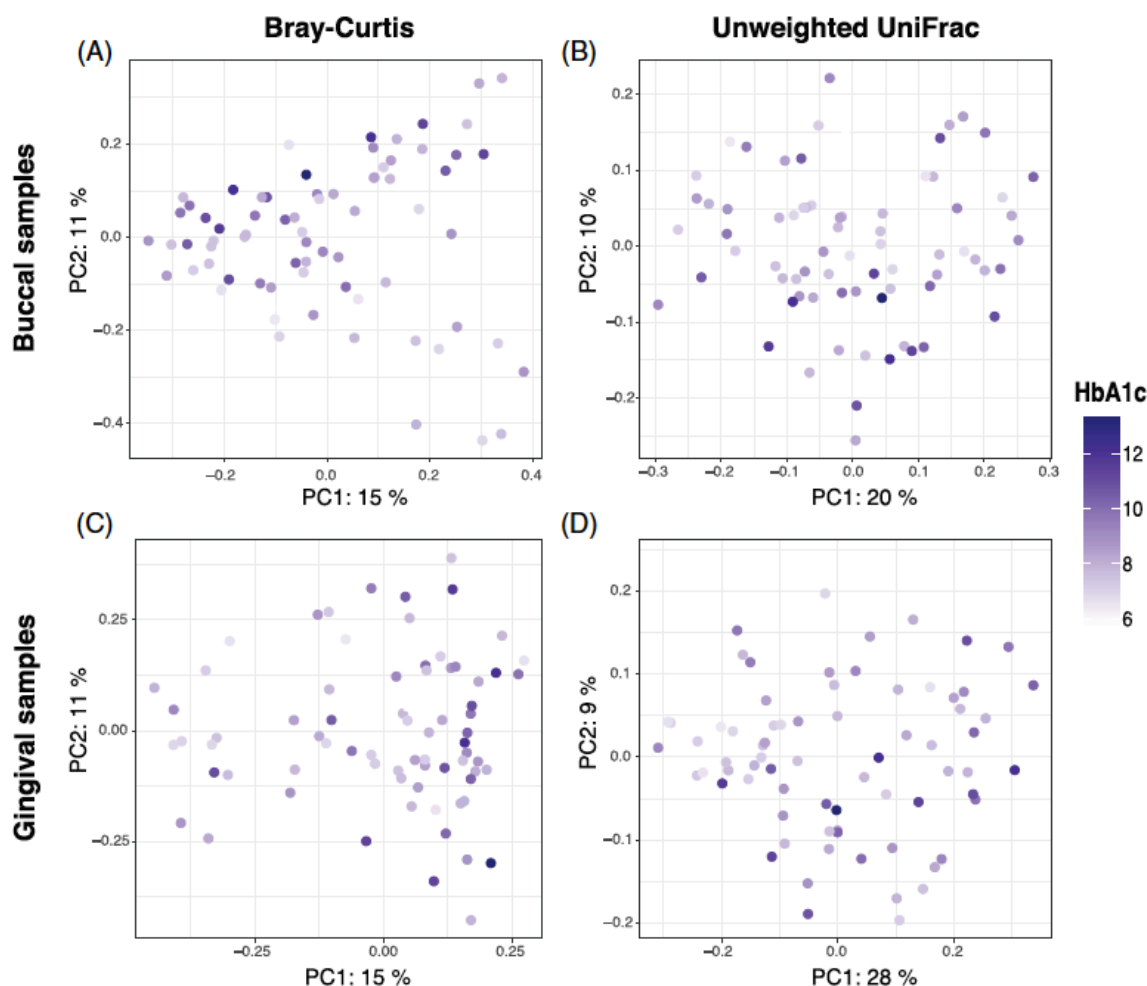 Bray-Curtis
Unweighted UniFrac
(A)
(B)
Buccal samples
PC2: 11 %
0.2
0.0
−0.2
−0.4
−0.2
0.0
0.2
0.4
PC1: 15 %
PC2: 10 %
0.2
0.1
0.0
−0.1
−0.2
−0.3
−0.2
−0.1
0.0
0.1
0.2
0.3
PC1: 20 %
HbA1c
12
10
8
6
(C)
(D)
Gingival samples
PC2: 11 %
0.25
0.00
−0.25
−0.25
0.00
0.25
PC1: 15 %
PC2: 9 %
0.2
0.1
0.0
−0.1
−0.2
−0.2
0.0
0.2
PC1: 28 %